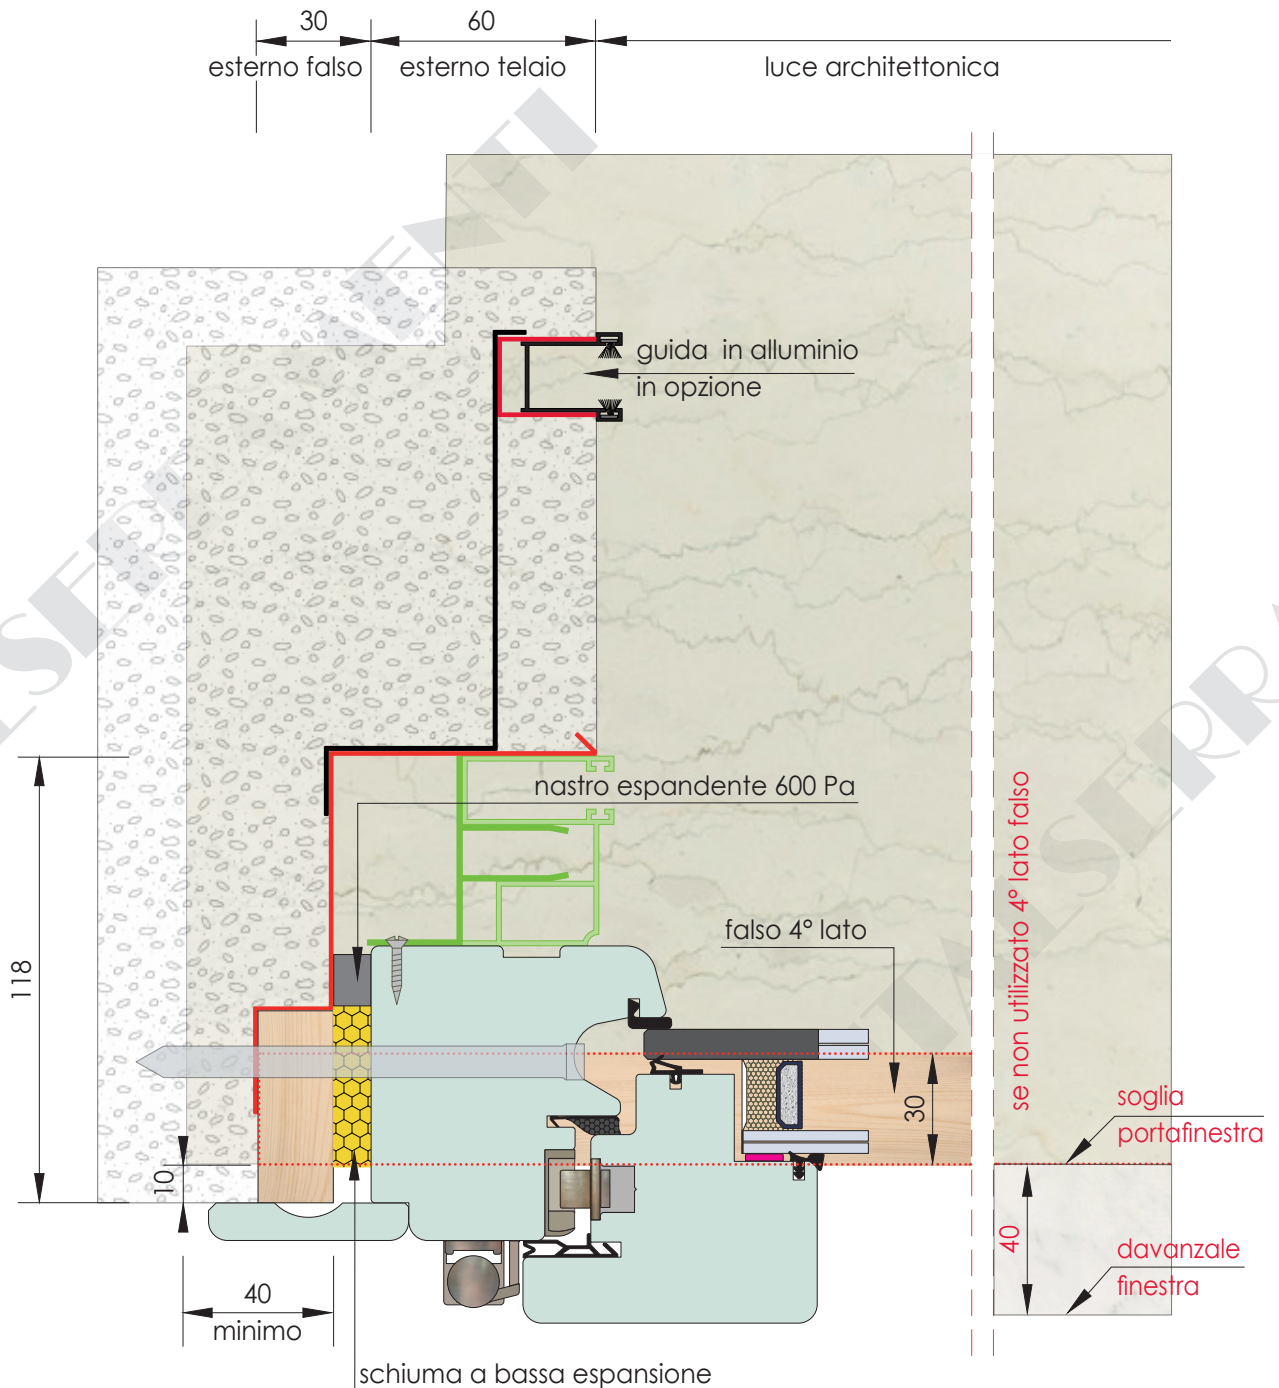 30
60
esterno falso
esterno telaio
luce architettonica
guida in alluminio
in opzione
nastro espandente 600 Pa
falso 4° lato
se non utilizzato 4° lato falso
118
30
soglia
portafinestra
10
40
davanzale
finestra
40
minimo
schiuma a bassa espansione